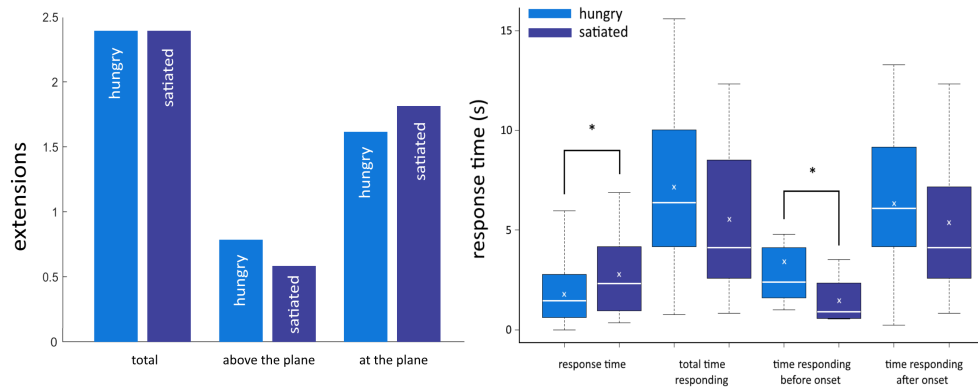 2.5
2
1.5
1
0.5
0
extensions
hungry
satiated
hungry
satiated
hungry
satiated
total
above the plane
at the plane
hungry
satiated
15
10
5
0
response time (s)
*
*
x
x
x
x
x
x
x
x
response time
total time
responding
time responding
before onset
time responding
after onset